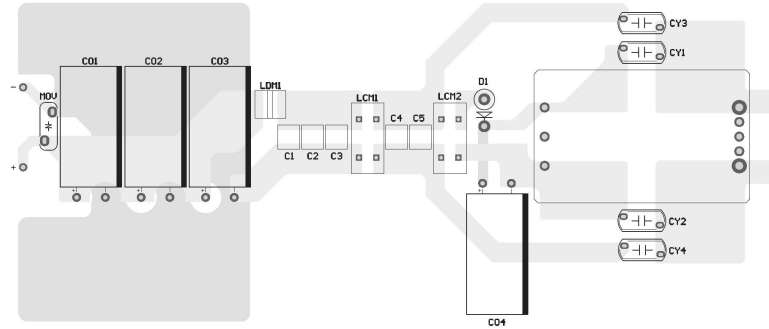 CY3
CY1
CO1 CO2 CO3
D1
LDM1
MOV
LCM1 LCM2
C4 C5
C1 C2 C3
-
+
+ + +
+
CY2
CY4
CO4